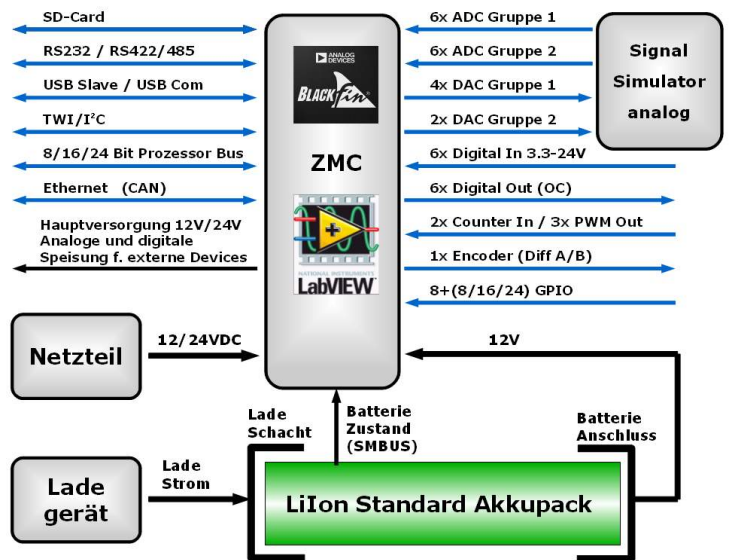 SD-Card
RS232 / RS422/485
USB Slave / USB Com
TWI/I²C
8/16/24 Bit Prozessor Bus
Ethernet (CAN)
Hauptversorgung 12V/24V
Analoge und digitale
Speisung f. externe Devices
ANALOG
DEVICES
BLACKfin
ZMC
NATIONAL INSTRUMENTS
LabVIEW
6x ADC Gruppe 1
6x ADC Gruppe 2
4x DAC Gruppe 1
2x DAC Gruppe 2
6x Digital In 3.3-24V
6x Digital Out (OC)
2x Counter In / 3x PWM Out
1x Encoder (Diff A/B)
8+(8/16/24) GPIO
Signal
Simulator
analog
Netzteil
12/24VDC
12V
Lade
Schacht
Batterie
Zustand
(SMBUS)
Batterie
Anschluss
Lade
gerät
Lade
Strom
LiIon Standard Akkupack